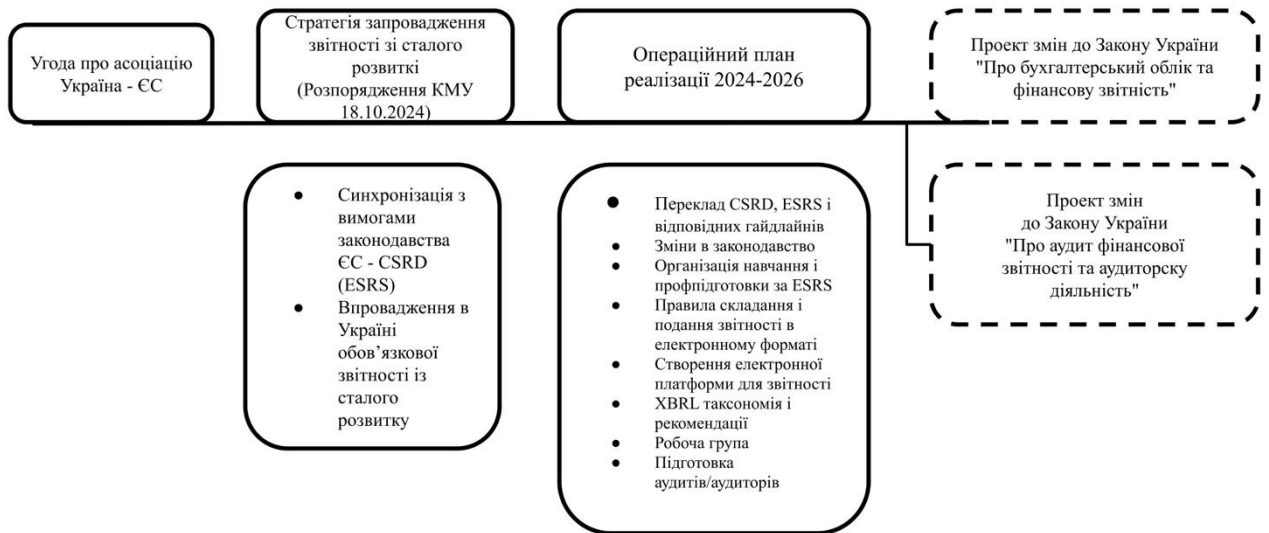 Угода про асоціацію
Україна - ЄС
Стратегія запровадження
звітності зі сталого
розвиткі
(Розпорядження КМУ
18.10.2024)
Операційний план
реалізації 2024-2026
Проект змін до Закону України
"Про бухгалтерський облік та
фінансову звітність"
● Синхронізація з
вимогами
законодавства
ЄС - CSRD
(ESRS)
● Впровадження в
Україні
обов’язкової
звітності із
сталого
розвитку
● Переклад CSRD, ESRS і
відповідних гайдлайнів
● Зміни в законодавство
● Організація навчання і
профпідготовки за ESRS
● Правила складання і
подання звітності в
електронному форматі
● Створення електронної
платформи для звітності
● XBRL таксономія і
рекомендації
● Робоча група
● Підготовка
аудитів/аудиторів
Проект змін
до Закону України
"Про аудит фінансової
звітності та аудиторску
діяльність"